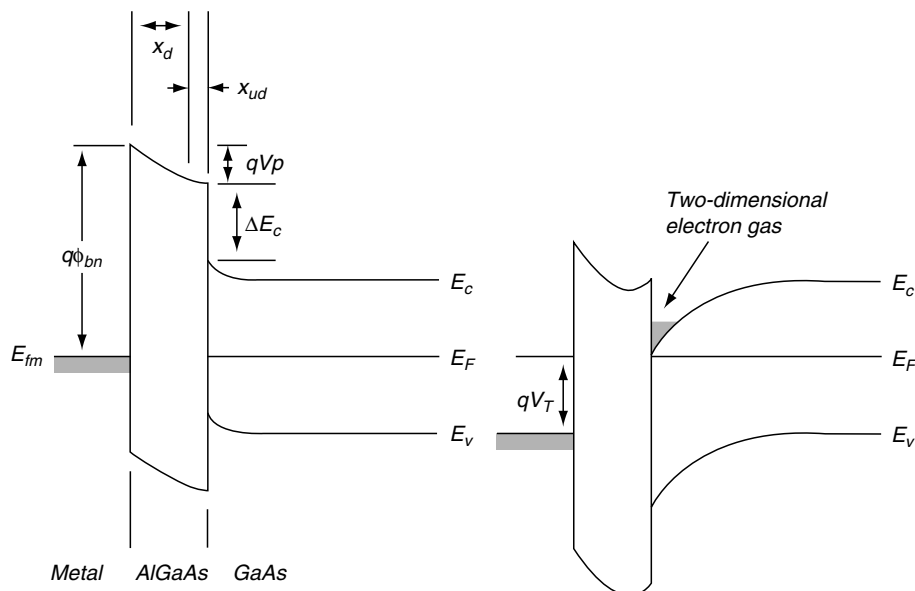 x_d
x_ud
qVp
ΔE_c
qϕ_bn
E_c
E_fm
E_F
E_v
Metal AlGaAs GaAs
Two-dimensional
electron gas
E_c
E_F
qV_T
E_v